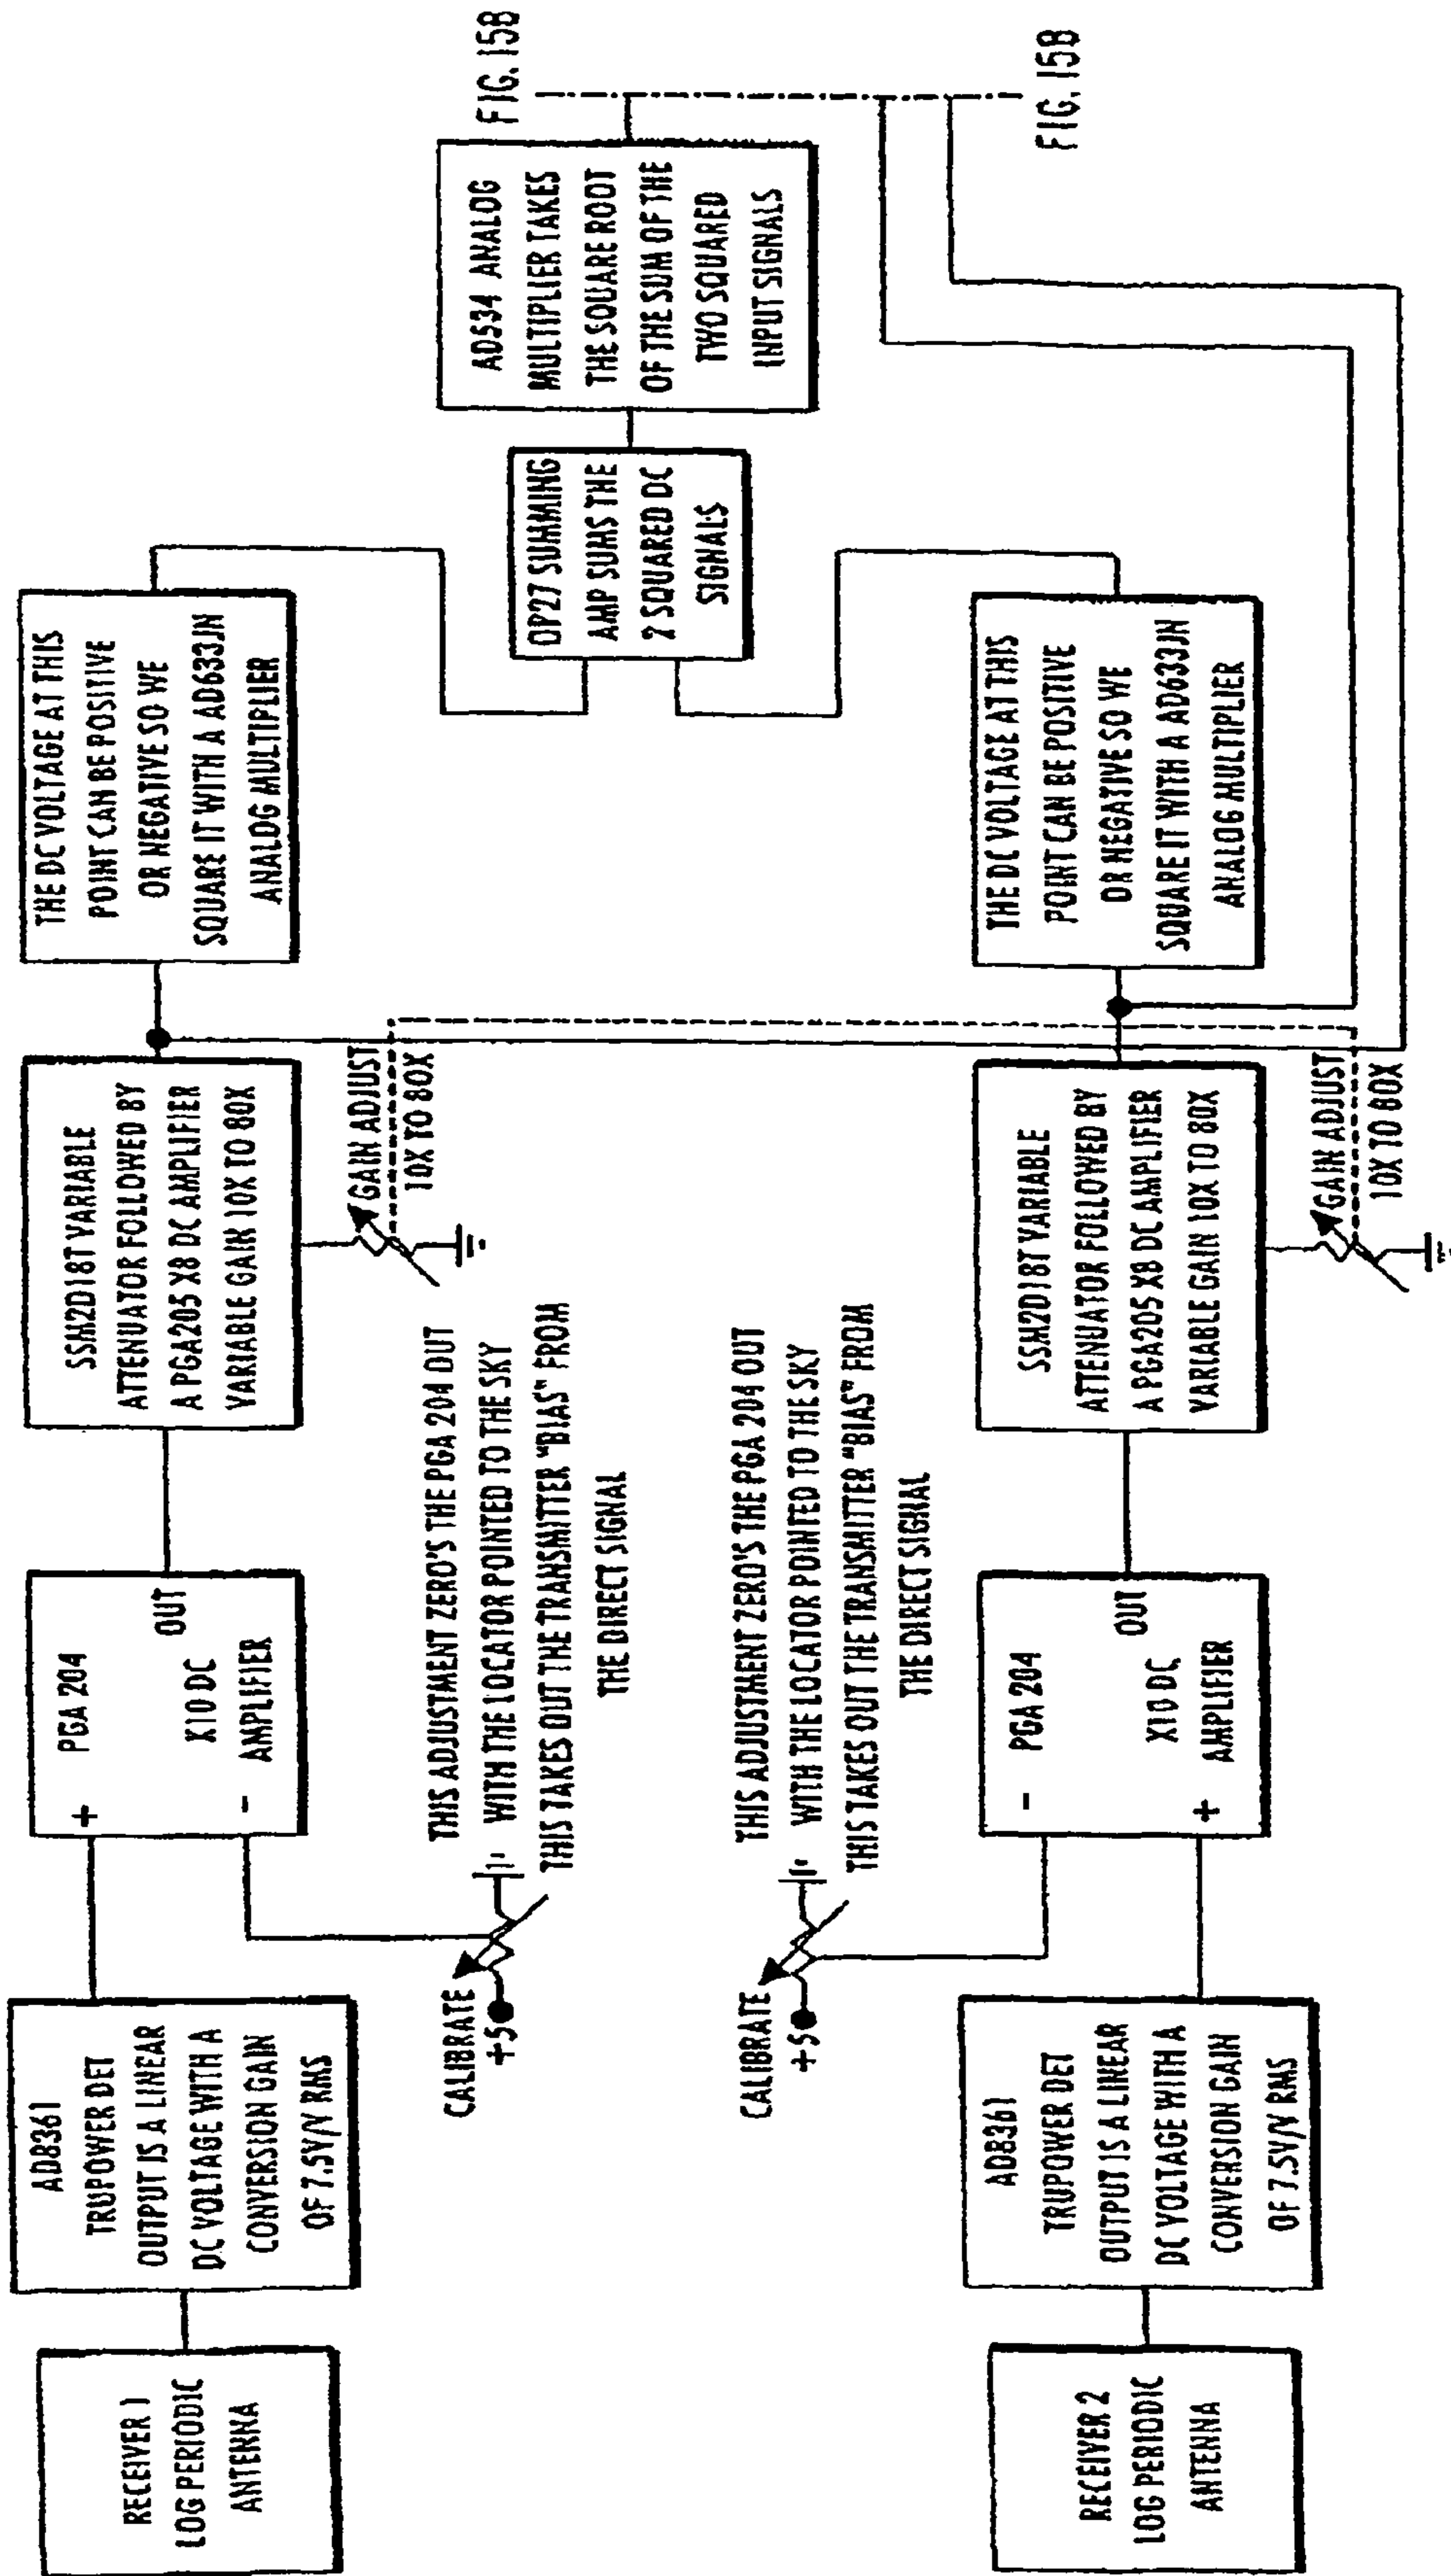 RECEIVER 1
LOG PERIODIC
ANTENNA
AD8361
TRUPOWER DET
OUTPUT IS A LINEAR
DC VOLTAGE WITH A
CONVERSION GAIN
OF 7.5V/V RMS
PGA 204
+
X10 DC
OUT
-
AMPLIFIER
CALIBRATE
+5
THIS ADJUSTMENT ZERO'S THE PGA 204 OUT
WITH THE LOCATOR POINTED TO THE SKY
THIS TAKES OUT THE TRANSMITTER "BIAS" FROM
THE DIRECT SIGNAL
SSM2D18T VARIABLE
ATTENUATOR FOLLOWED BY
A PGA205 X8 DC AMPLIFIER
VARIABLE GAIN 10X TO 80X
GAIN ADJUST
10X TO 80X
THE DC VOLTAGE AT THIS
POINT CAN BE POSITIVE
OR NEGATIVE SO WE
SQUARE IT WITH A AD633JN
ANALOG MULTIPLIER
OP27 SUMMING
AMP SUMS THE
2 SQUARED DC
SIGNALS
AD534 ANALOG
MULTIPLIER TAKES
THE SQUARE ROOT
OF THE SUM OF THE
TWO SQUARED
INPUT SIGNALS
FIG. 15B
RECEIVER 2
LOG PERIODIC
ANTENNA
AD8361
TRUPOWER DET
OUTPUT IS A LINEAR
DC VOLTAGE WITH A
CONVERSION GAIN
OF 7.5V/V RMS
CALIBRATE
+5
THIS ADJUSTMENT ZERO'S THE PGA 204 OUT
WITH THE LOCATOR POINTED TO THE SKY
THIS TAKES OUT THE TRANSMITTER "BIAS" FROM
THE DIRECT SIGNAL
-
PGA 204
X10 DC
OUT
+
AMPLIFIER
SSM2D18T VARIABLE
ATTENUATOR FOLLOWED BY
A PGA205 X8 DC AMPLIFIER
VARIABLE GAIN 10X TO 80X
GAIN ADJUST
10X TO 80X
THE DC VOLTAGE AT THIS
POINT CAN BE POSITIVE
OR NEGATIVE SO WE
SQUARE IT WITH A AD633JN
ANALOG MULTIPLIER
FIG. 15B